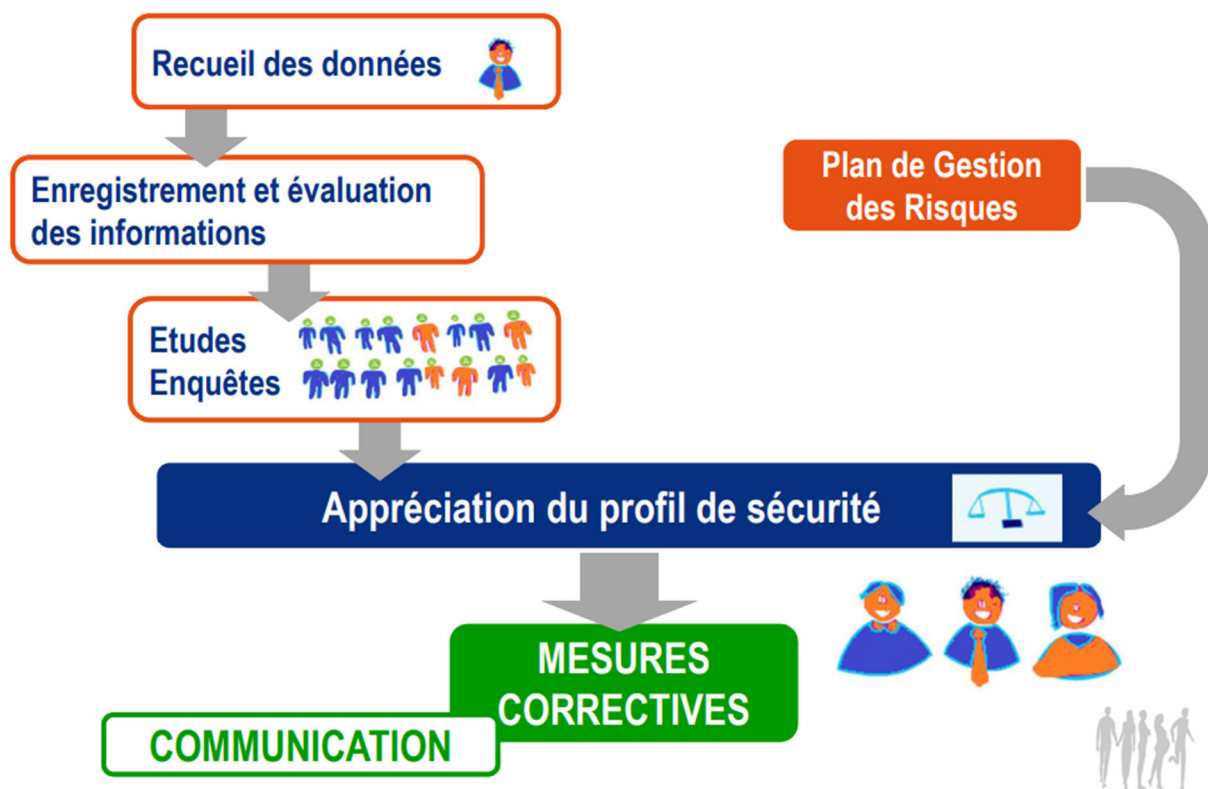 Recueil des données
Enregistrement et évaluation
des informations
Plan de Gestion
des Risques
Etudes
Enquêtes
Appréciation du profil de sécurité
MESURES
CORRECTIVES
COMMUNICATION